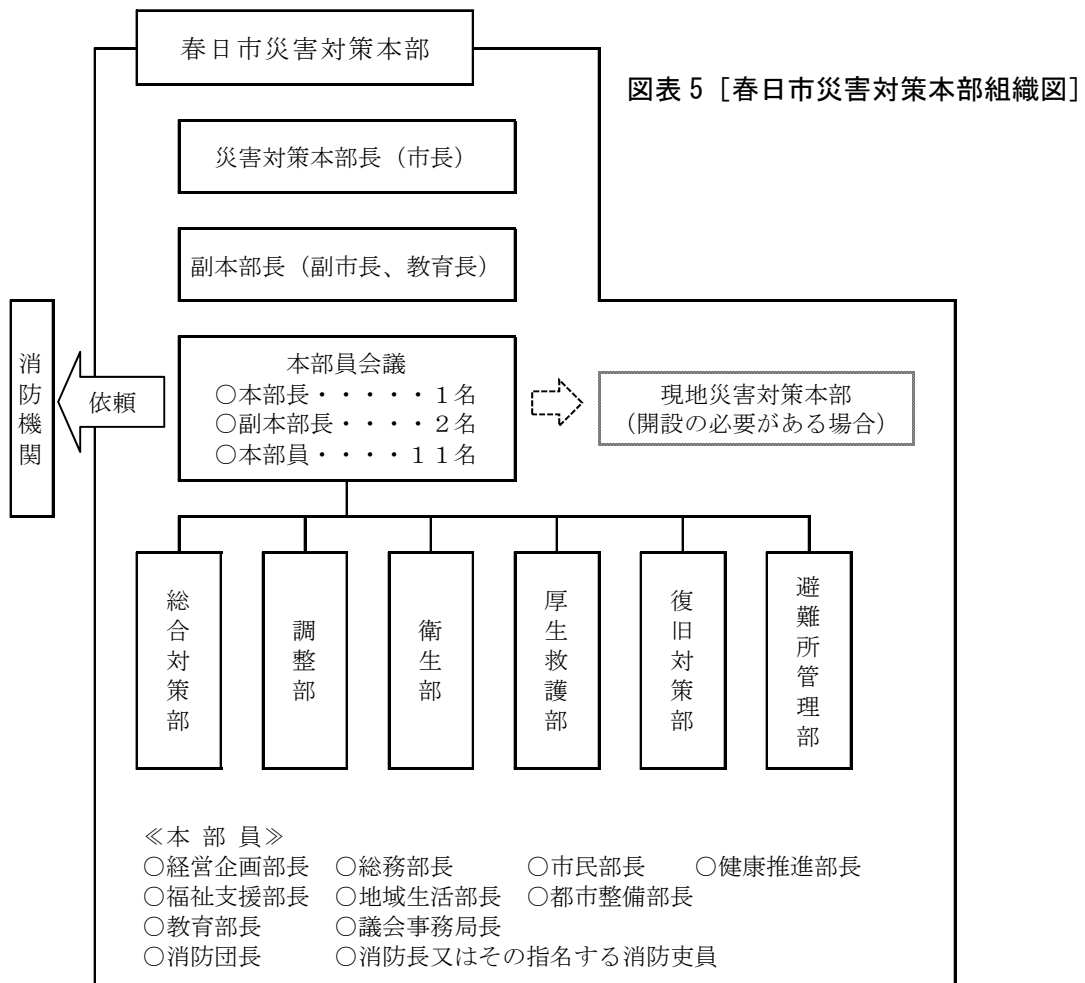 春日市災害対策本部
図表5［春日市災害対策本部組織図］
災害対策本部長（市長）
副本部長（副市長、教育長）
消防機関
依頼
本部員会議
○本部長・・・・・１名
○副本部長・・・・２名
○本部員・・・・１１名
現地災害対策本部
（開設の必要がある場合）
総合対策部
調整部
衛生部
厚生救護部
復旧対策部
避難所管理部
≪本 部 員≫
○経営企画部長 ○総務部長 ○市民部長 ○健康推進部長
○福祉支援部長 ○地域生活部長 ○都市整備部長
○教育部長 ○議会事務局長
○消防団長 ○消防長又はその指名する消防吏員